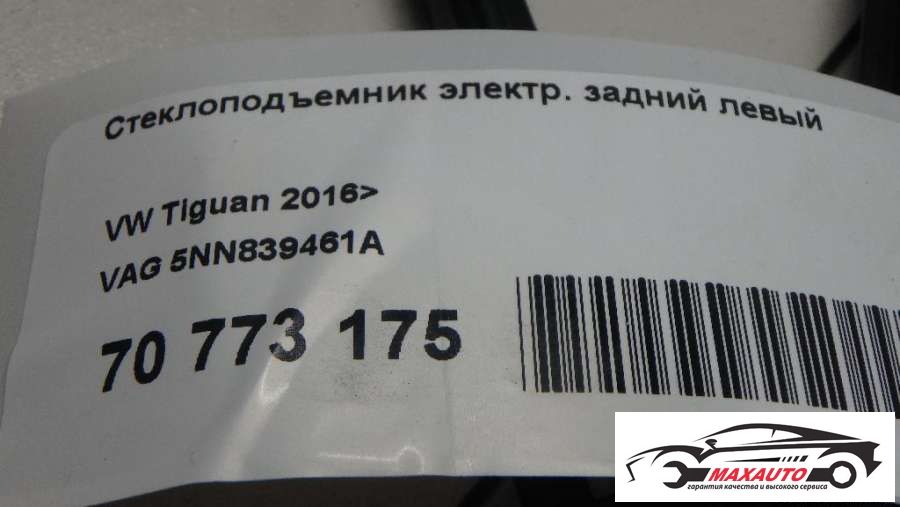 Стеклоподъемник электр. задний левый
VW Tiguan 2016>
VAG 5NN839461A
70 773 175
MAXAUTO
гарантия качества и высокого сервиса